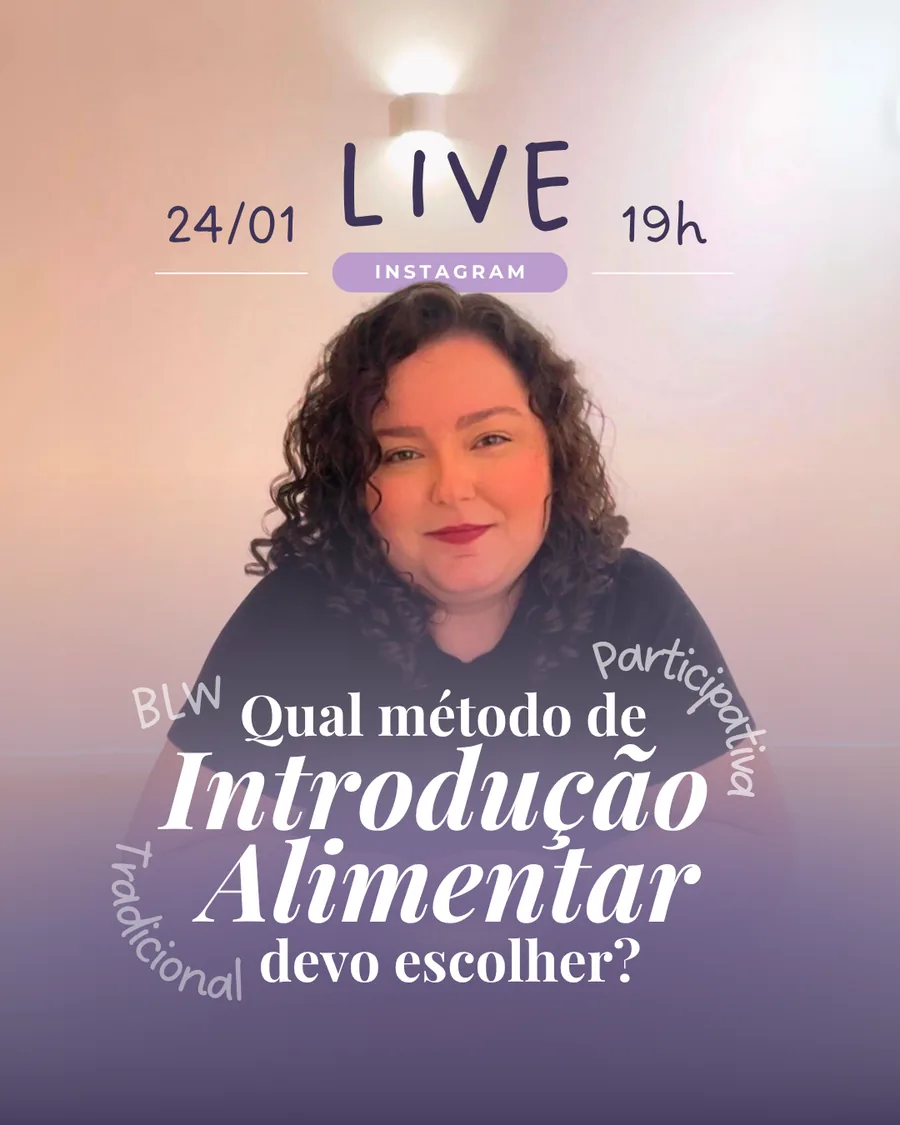 LIVE
24/01
19h
INSTAGRAM
BLW
Participativa
Qual método de
Introdução
Alimentar
devo escolher?
Tradicional